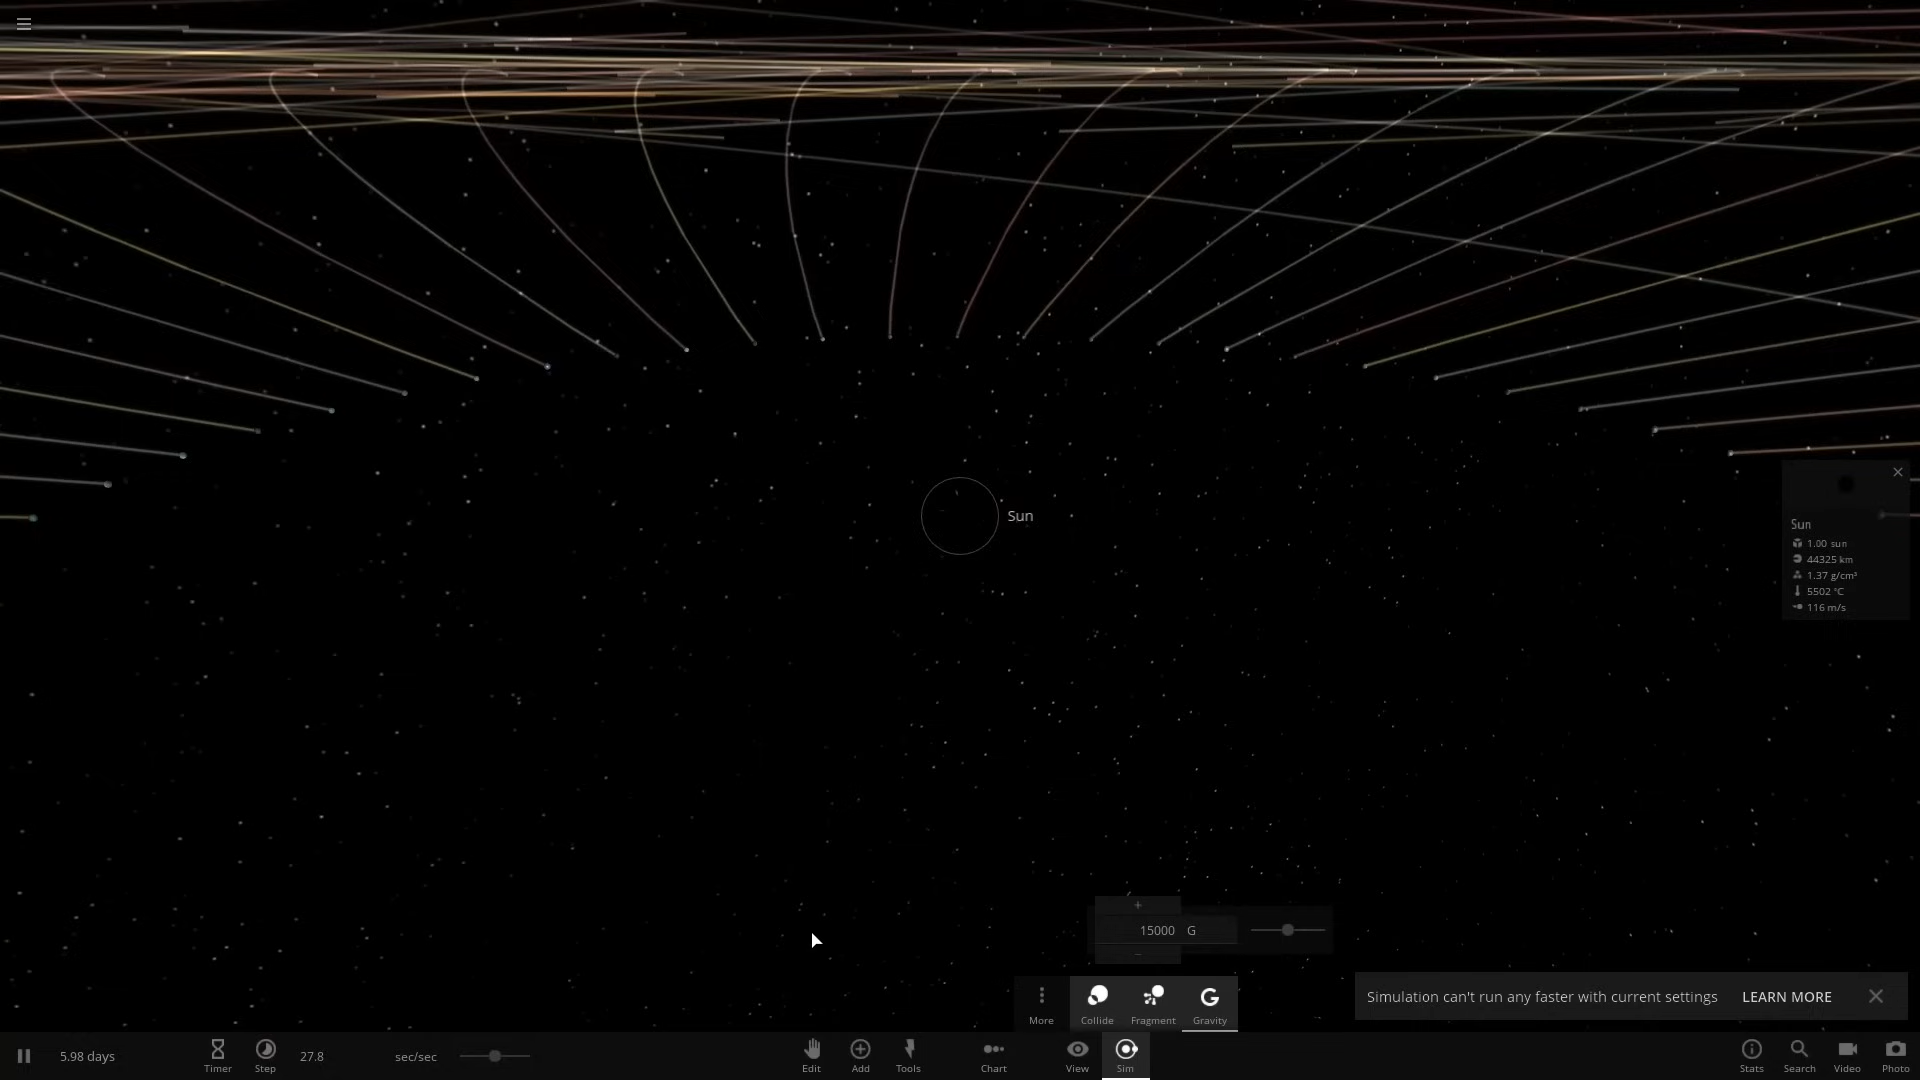 Sun
Sun
1.00 sun
44325 km
1.37 g/cm³
5502 °C
116 m/s
+
15000 G
−
Simulation can't run any faster with current settings LEARN MORE
More Collide Fragment Gravity
5.98 days
Timer Step
27.8 sec/sec
Edit Add Tools Chart View Sim
Stats Search Video Photo